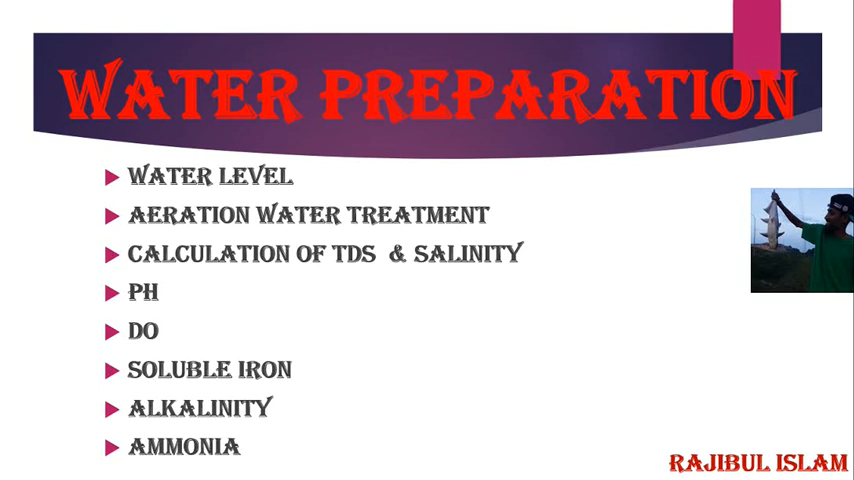 WATER PREPARATION
WATER LEVEL
AERATION WATER TREATMENT
CALCULATION OF TDS & SALINITY
PH
DO
SOLUBLE IRON
ALKALINITY
AMMONIA
RAJIBUL ISLAM